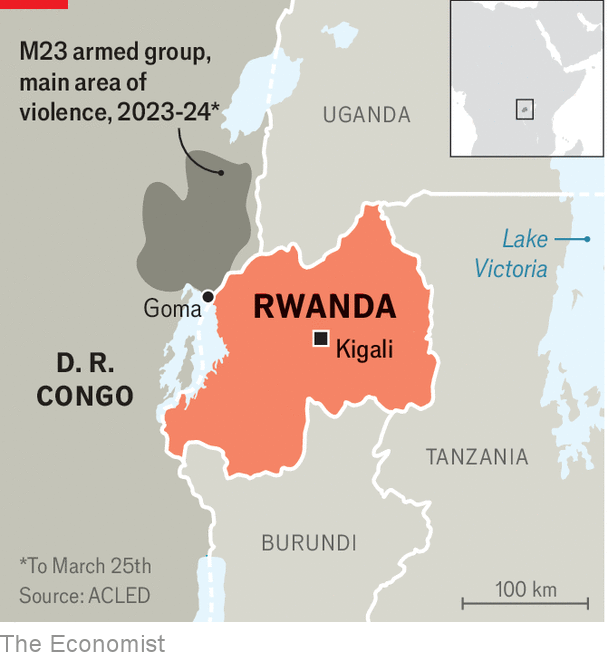 M23 armed group,
main area of
violence, 2023-24*
UGANDA
Lake
Victoria
Goma
RWANDA
Kigali
D. R.
CONGO
TANZANIA
BURUNDI
*To March 25th
Source: ACLED
100 km
The Economist